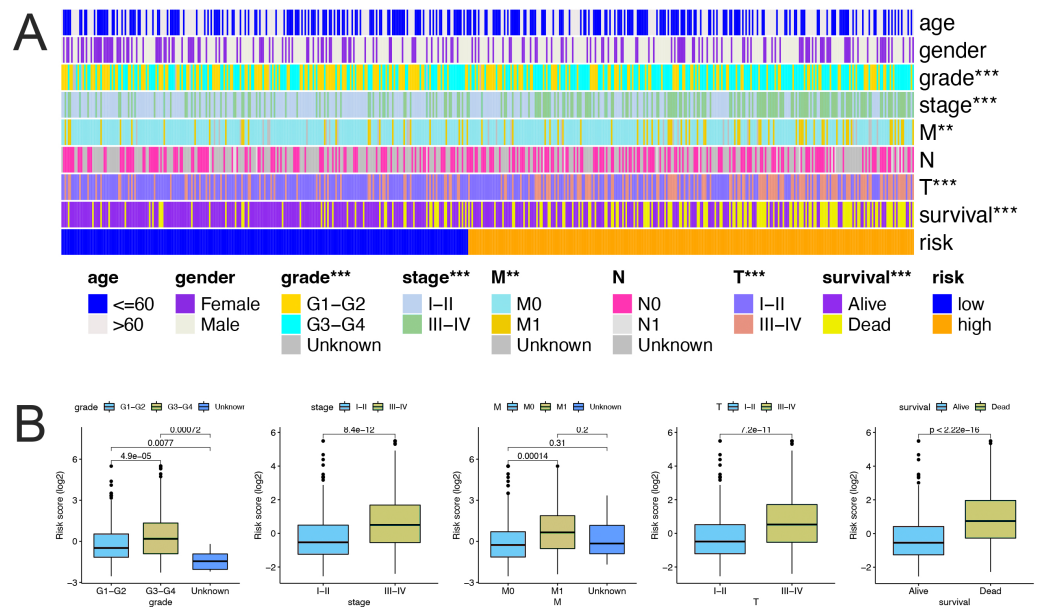 A
age
gender
grade***
stage***
M**
N
T***
survival***
risk
age gender grade*** stage*** M** N T*** survival*** risk
<=60 Female G1-G2 I-II M0 N0 I-II Alive low
>60 Male G3-G4 III-IV M1 N1 III-IV Dead high
Unknown Unknown Unknown
B
grade G1-G2 G3-G4 Unknown
0.00072
0.0077
4.9e-05
Risk score (log2)
6
3
0
-3
G1-G2 G3-G4 Unknown
grade
stage I-II III-IV
8.4e-12
Risk score (log2)
6
4
2
0
-2
I-II III-IV
stage
M M0 M1 Unknown
0.2
0.31
0.00014
Risk score (log2)
6
3
0
-3
M0 M1 Unknown
M
T I-II III-IV
7.2e-11
Risk score (log2)
6
4
2
0
-2
I-II III-IV
T
survival Alive Dead
p < 2.22e-16
Risk score (log2)
6
4
2
0
-2
Alive Dead
survival